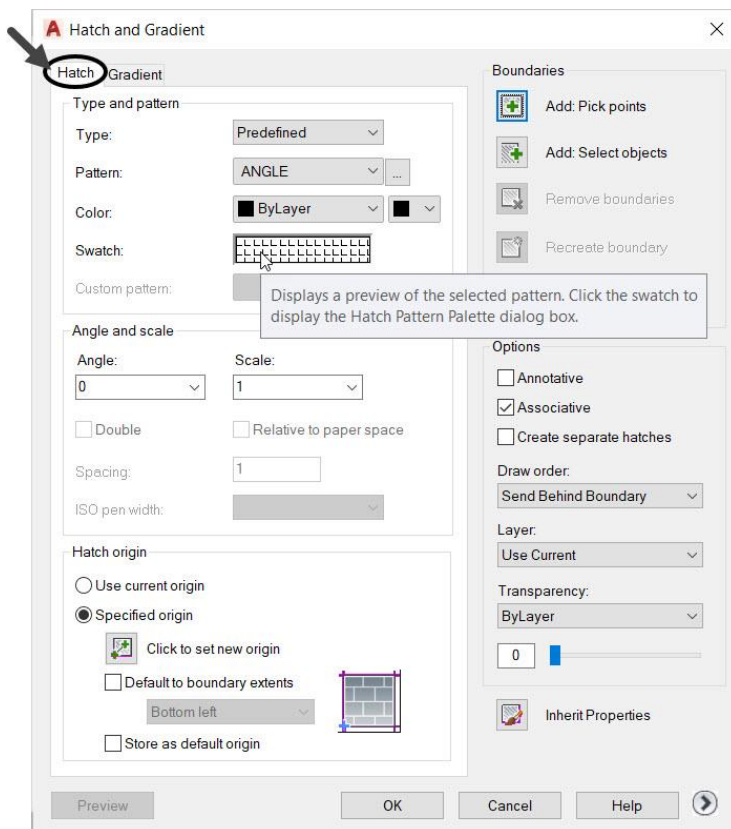 A Hatch and Gradient
Hatch Gradient
Type and pattern
Type: Predefined
Pattern: ANGLE ...
Color: ByLayer
Swatch:
Custom pattern:
Displays a preview of the selected pattern. Click the swatch to
display the Hatch Pattern Palette dialog box.
Angle and scale
Angle: Scale:
0 1
Double Relative to paper space
Spacing: 1
ISO pen width:
Hatch origin
Use current origin
Specified origin
Click to set new origin
Default to boundary extents
Bottom left
Store as default origin
Boundaries
Add: Pick points
Add: Select objects
Remove boundaries
Recreate boundary
Options
Annotative
Associative
Create separate hatches
Draw order:
Send Behind Boundary
Layer:
Use Current
Transparency:
ByLayer
0
Inherit Properties
Preview OK Cancel Help